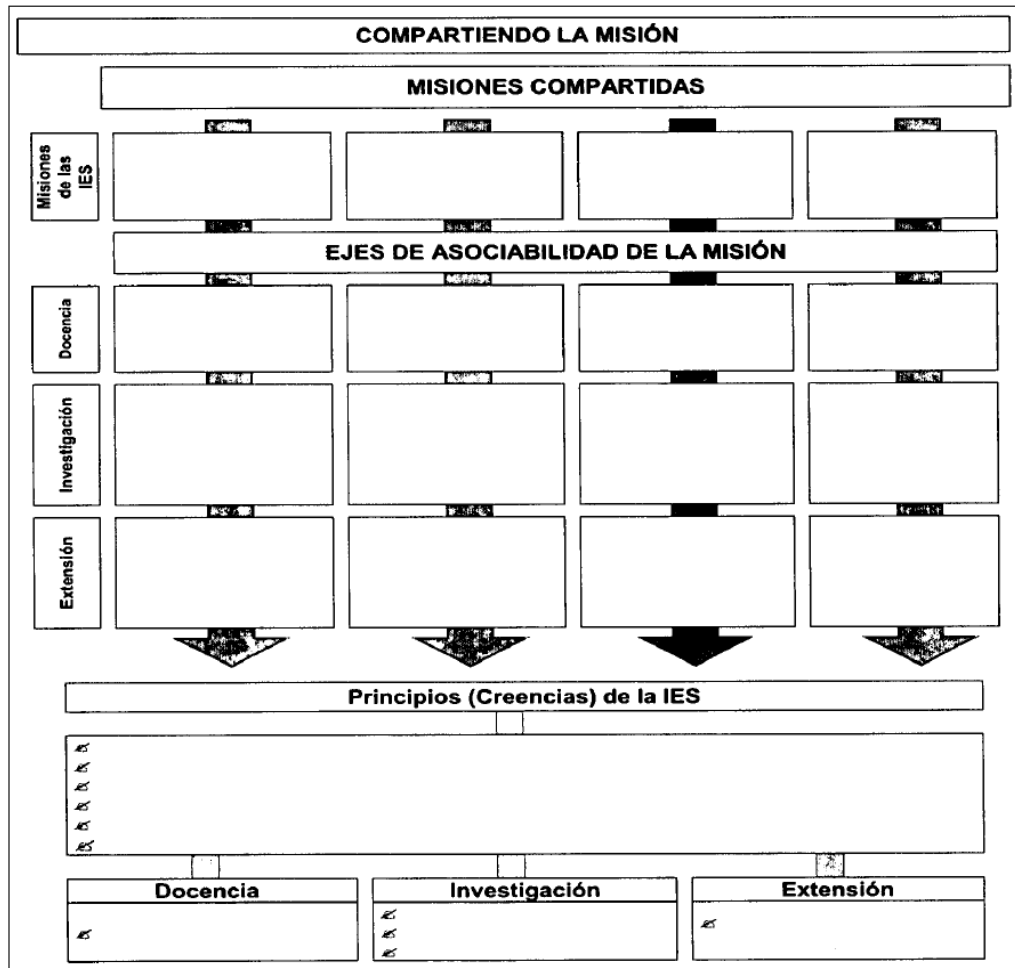 COMPARTIENDO LA MISIÓN
MISIONES COMPARTIDAS
Misiones
de las
IES
EJES DE ASOCIABILIDAD DE LA MISIÓN
Docencia
Investigación
Extensión
Principios (Creencias) de la IES
Docencia
Investigación
Extensión